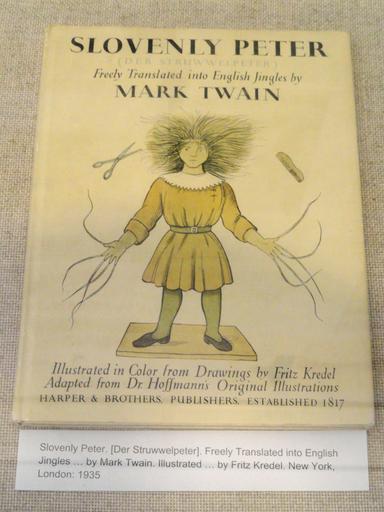 SLOVENLY PETER
(DER STRUWWELPETER)
Freely Translated into English Jingles by
MARK TWAIN
Illustrated in Color from Drawings by Fritz Kredel
Adapted from Dr. Hoffmann's Original Illustrations
HARPER & BROTHERS, PUBLISHERS, ESTABLISHED 1817
Slovenly Peter. [Der Struwwelpeter]. Freely Translated into English
Jingles ... by Mark Twain. Illustrated ... by Fritz Kredel. New York,
London: 1935